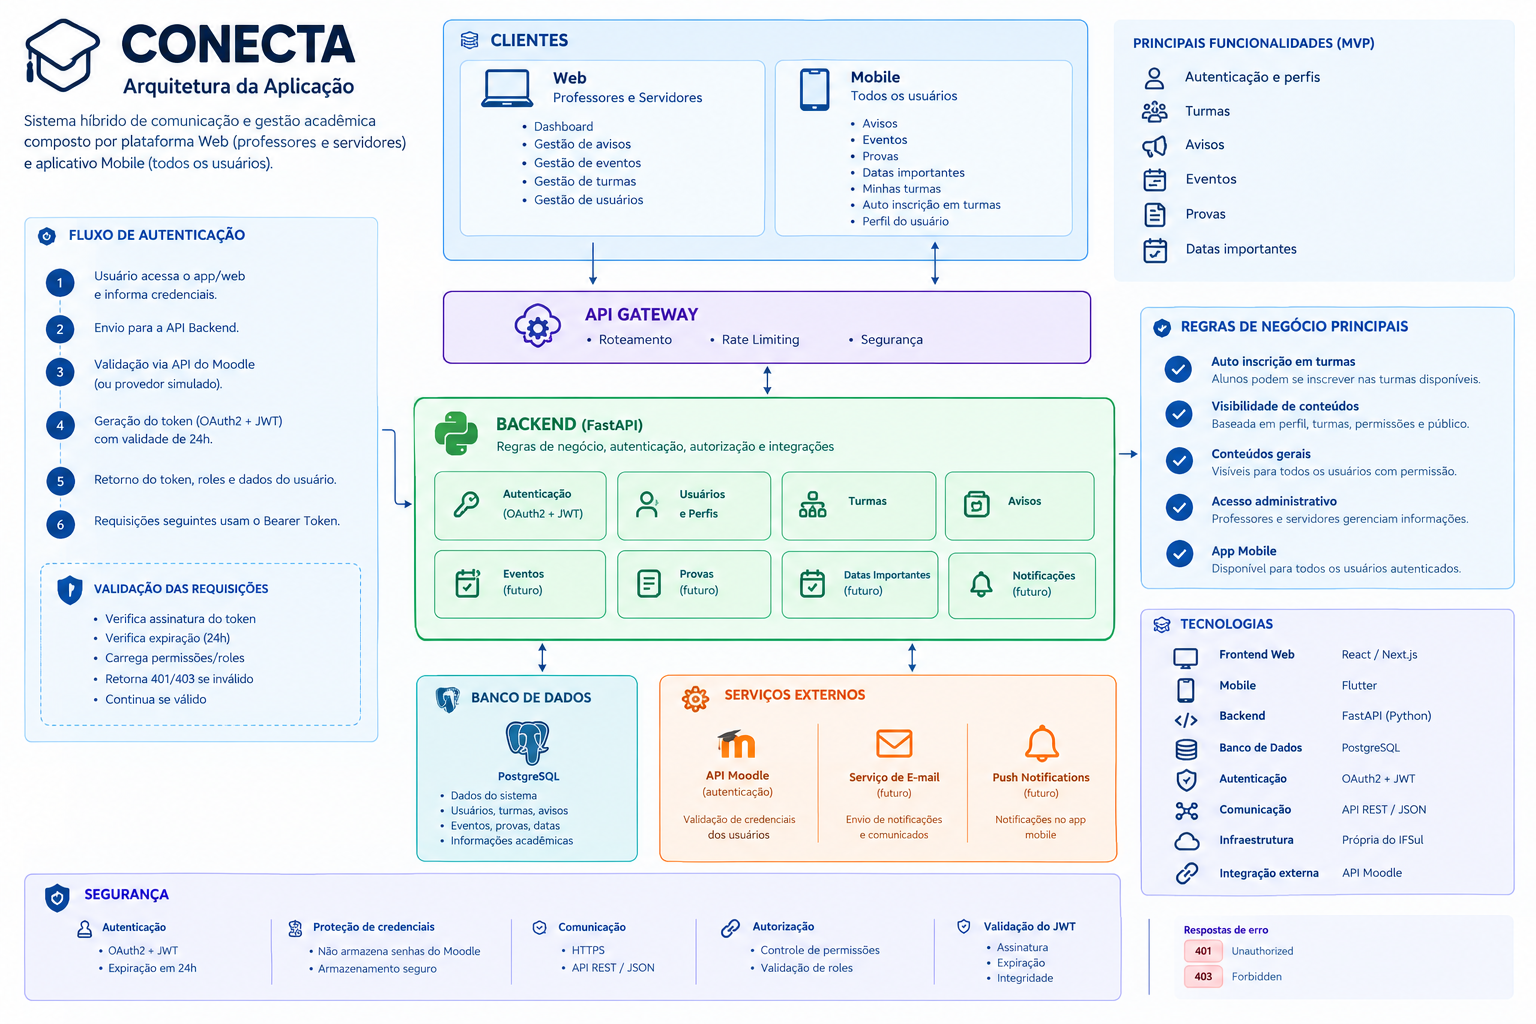 CONECTA
Arquitetura da Aplicação
Sistema híbrido de comunicação e gestão acadêmica
composto por plataforma Web (professores e servidores)
e aplicativo Mobile (todos os usuários).
CLIENTES
Web
Professores e Servidores
• Dashboard
• Gestão de avisos
• Gestão de eventos
• Gestão de turmas
• Gestão de usuários
Mobile
Todos os usuários
• Avisos
• Eventos
• Provas
• Datas importantes
• Minhas turmas
• Auto inscrição em turmas
• Perfil do usuário
PRINCIPAIS FUNCIONALIDADES (MVP)
Autenticação e perfis
Turmas
Avisos
Eventos
Provas
Datas importantes
FLUXO DE AUTENTICAÇÃO
1 Usuário acessa o app/web
e informa credenciais.
2 Envio para a API Backend.
3 Validação via API do Moodle
(ou provedor simulado).
4 Geração do token (OAuth2 + JWT)
com validade de 24h.
5 Retorno do token, roles e dados do usuário.
6 Requisições seguintes usam o Bearer Token.
VALIDAÇÃO DAS REQUISIÇÕES
• Verifica assinatura do token
• Verifica expiração (24h)
• Carrega permissões/roles
• Retorna 401/403 se inválido
• Continua se válido
API GATEWAY
• Roteamento • Rate Limiting • Segurança
BACKEND (FastAPI)
Regras de negócio, autenticação, autorização e integrações
Autenticação
(OAuth2 + JWT)
Usuários
e Perfis
Turmas
Avisos
Eventos
(futuro)
Provas
(futuro)
Datas Importantes
(futuro)
Notificações
(futuro)
REGRAS DE NEGÓCIO PRINCIPAIS
Auto inscrição em turmas
Alunos podem se inscrever nas turmas disponíveis.
Visibilidade de conteúdos
Baseada em perfil, turmas, permissões e público.
Conteúdos gerais
Visíveis para todos os usuários com permissão.
Acesso administrativo
Professores e servidores gerenciam informações.
App Mobile
Disponível para todos os usuários autenticados.
BANCO DE DADOS
PostgreSQL
• Dados do sistema
• Usuários, turmas, avisos
• Eventos, provas, datas
• Informações acadêmicas
SERVIÇOS EXTERNOS
m
API Moodle
(autenticação)
Validação de credenciais
dos usuários
Serviço de E-mail
(futuro)
Envio de notificações
e comunicados
Push Notifications
(futuro)
Notificações no app
mobile
TECNOLOGIAS
Frontend Web React / Next.js
Mobile Flutter
Backend FastAPI (Python)
Banco de Dados PostgreSQL
Autenticação OAuth2 + JWT
Comunicação API REST / JSON
Infraestrutura Própria do IFSul
Integração externa API Moodle
SEGURANÇA
Autenticação
• OAuth2 + JWT
• Expiração em 24h
Proteção de credenciais
• Não armazena senhas do Moodle
• Armazenamento seguro
Comunicação
• HTTPS
• API REST / JSON
Autorização
• Controle de permissões
• Validação de roles
Validação do JWT
• Assinatura
• Expiração
• Integridade
Respostas de erro
401 Unauthorized
403 Forbidden